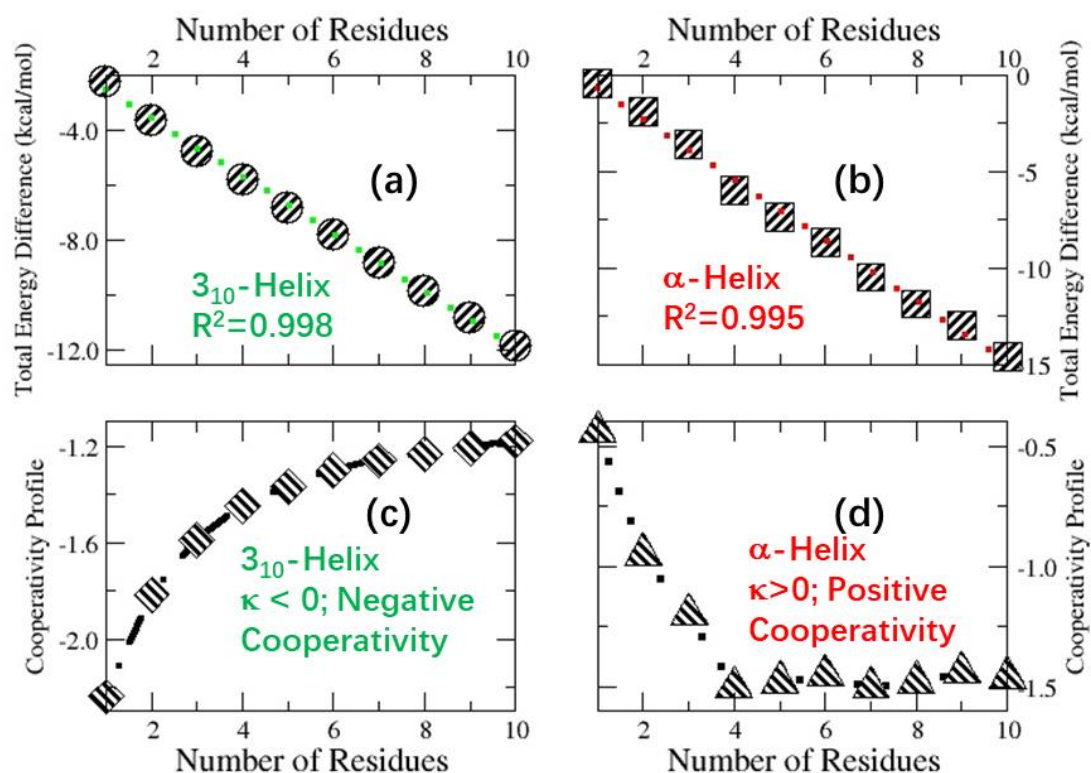 Number of Residues
2 4 6 8 10
Total Energy Difference (kcal/mol)
-4.0
-8.0
-12.0
(a)
3₁₀-Helix
R²=0.998
Number of Residues
2 4 6 8 10
0
-5
-10
-15
Total Energy Difference (kcal/mol)
(b)
α-Helix
R²=0.995
Cooperativity Profile
-1.2
-1.6
-2.0
(c)
3₁₀-Helix
κ < 0; Negative
Cooperativity
2 4 6 8 10
Number of Residues
-0.5
-1.0
-1.5
Cooperativity Profile
(d)
α-Helix
κ>0; Positive
Cooperativity
2 4 6 8 10
Number of Residues